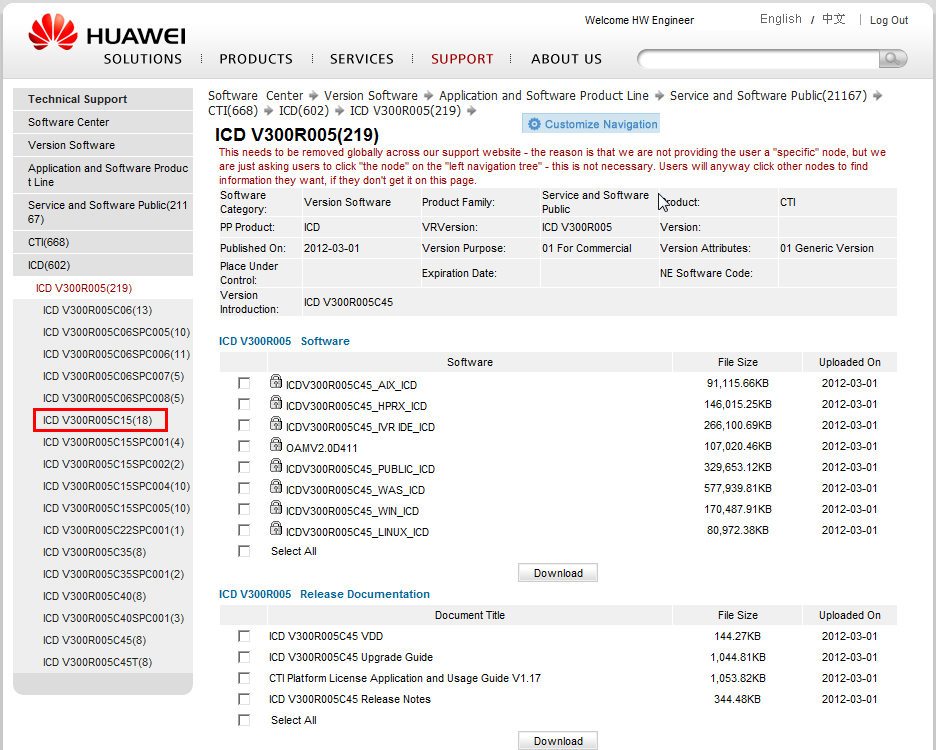 Welcome HW Engineer
English / 中文 | Log Out
HUAWEI
SOLUTIONS PRODUCTS SERVICES SUPPORT ABOUT US
Technical Support
Software Center
Version Software
Application and Software Produc
t Line
Service and Software Public(211
67)
CTI(668)
ICD(602)
ICD V300R005(219)
ICD V300R005C06(13)
ICD V300R005C06SPC005(10)
ICD V300R005C06SPC006(11)
ICD V300R005C06SPC007(5)
ICD V300R005C06SPC008(5)
ICD V300R005C15(18)
ICD V300R005C15SPC001(4)
ICD V300R005C15SPC002(2)
ICD V300R005C15SPC004(10)
ICD V300R005C15SPC005(10)
ICD V300R005C22SPC001(1)
ICD V300R005C35(8)
ICD V300R005C35SPC001(2)
ICD V300R005C40(8)
ICD V300R005C40SPC001(3)
ICD V300R005C45(8)
ICD V300R005C45T(8)
Software Center Version Software Application and Software Product Line Service and Software Public(21167)
CTI(668) ICD(602) ICD V300R005(219)
Customize Navigation
ICD V300R005(219)
This needs to be removed globally across our support website - the reason is that we are not providing the user a "specific" node, but we
are just asking users to click "the node" on the "left navigation tree" - this is not necessary. Users will anyway click other nodes to find
information they want, if they don't get it on this page.
Software Category: Version Software Product Family: Service and Software Public oduct: CTI
PP Product: ICD VRVersion: ICD V300R005 Version:
Published On: 2012-03-01 Version Purpose: 01 For Commercial Version Attributes: 01 Generic Version
Place Under Control: Expiration Date: NE Software Code:
Version Introduction: ICD V300R005C45
ICD V300R005 Software
Software File Size Uploaded On
ICDV300R005C45_AIX_ICD 91,115.66KB 2012-03-01
ICDV300R005C45_HPRX_ICD 146,015.25KB 2012-03-01
ICDV300R005C45_IVR IDE_ICD 266,100.69KB 2012-03-01
OAMV2.0D411 107,020.46KB 2012-03-01
ICDV300R005C45_PUBLIC_ICD 329,653.12KB 2012-03-01
ICDV300R005C45_WAS_ICD 577,939.81KB 2012-03-01
ICDV300R005C45_WIN_ICD 170,487.91KB 2012-03-01
ICDV300R005C45_LINUX_ICD 80,972.38KB 2012-03-01
Select All
Download
ICD V300R005 Release Documentation
Document Title File Size Uploaded On
ICD V300R005C45 VDD 144.27KB 2012-03-01
ICD V300R005C45 Upgrade Guide 1,044.81KB 2012-03-01
CTI Platform License Application and Usage Guide V1.17 1,053.82KB 2012-03-01
ICD V300R005C45 Release Notes 344.48KB 2012-03-01
Select All
Download